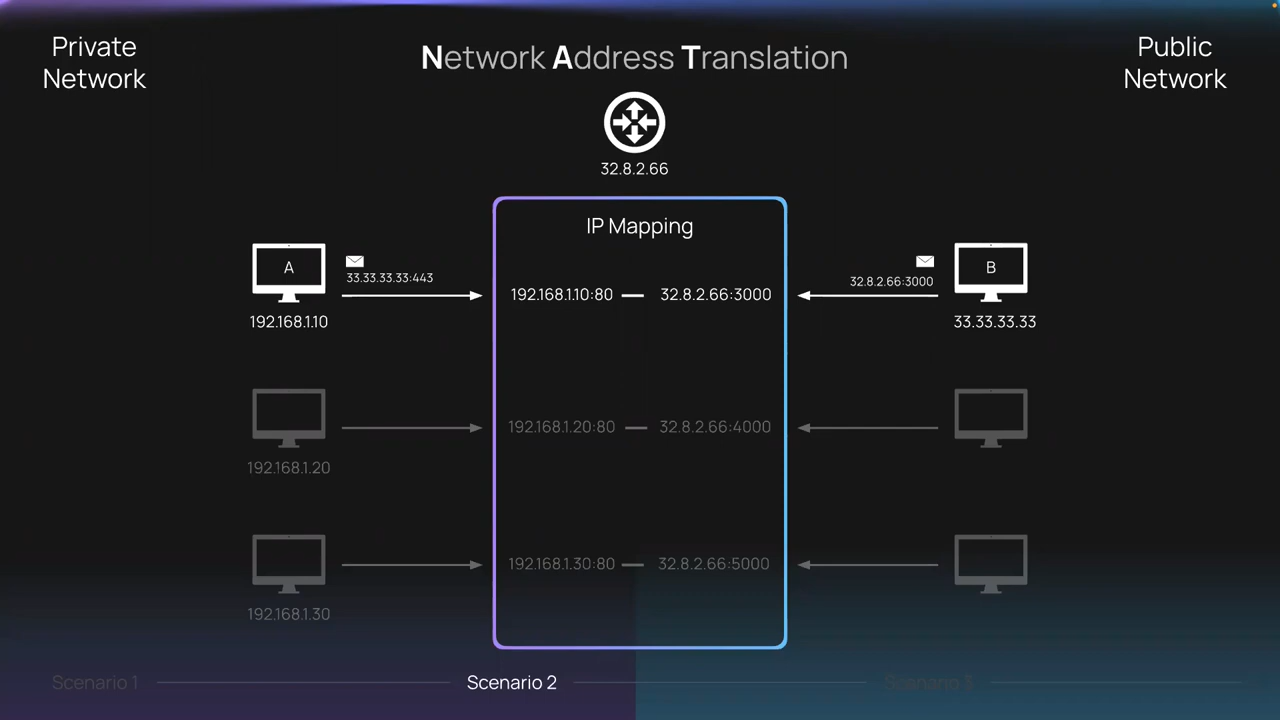 Private
Network
Network Address Translation
Public
Network
32.8.2.66
IP Mapping
A
33.33.33.33:443
192.168.1.10:80 — 32.8.2.66:3000
32.8.2.66:3000
B
192.168.1.10
33.33.33.33
192.168.1.20:80 — 32.8.2.66:4000
192.168.1.20
192.168.1.30:80 — 32.8.2.66:5000
192.168.1.30
Scenario 1
Scenario 2
Scenario 3